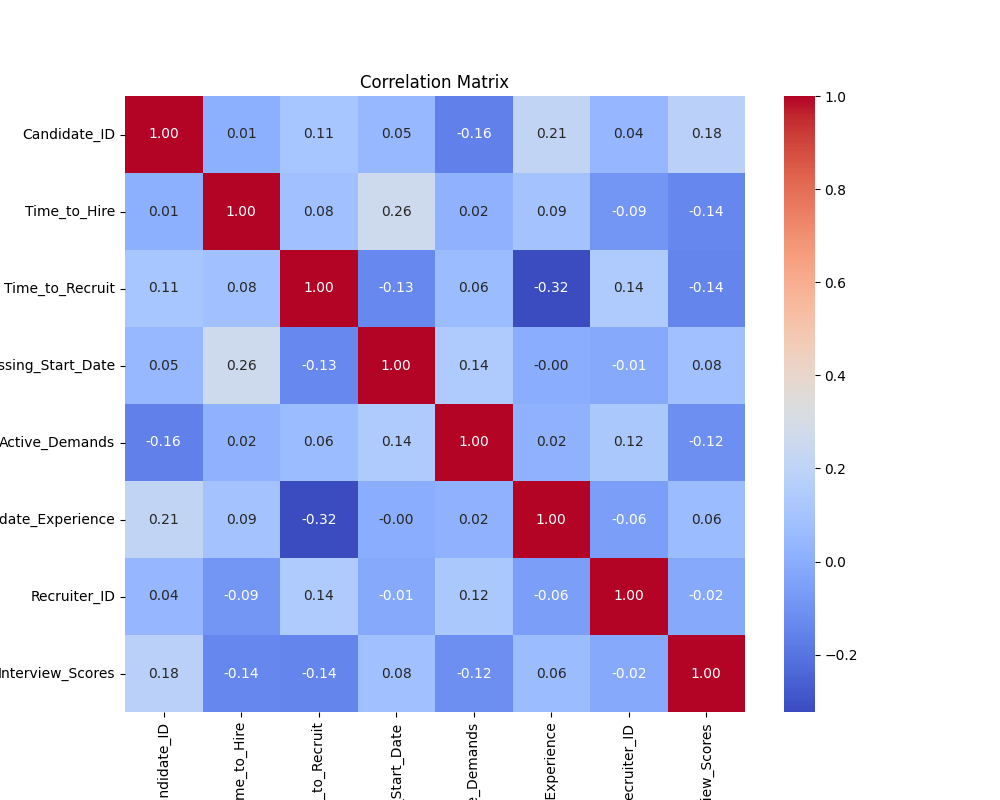 Correlation Matrix
Candidate_ID 1.00 0.01 0.11 0.05 -0.16 0.21 0.04 0.18
Time_to_Hire 0.01 1.00 0.08 0.26 0.02 0.09 -0.09 -0.14
Time_to_Recruit 0.11 0.08 1.00 -0.13 0.06 -0.32 0.14 -0.14
ssing_Start_Date 0.05 0.26 -0.13 1.00 0.14 -0.00 -0.01 0.08
Active_Demands -0.16 0.02 0.06 0.14 1.00 0.02 0.12 -0.12
date_Experience 0.21 0.09 -0.32 -0.00 0.02 1.00 -0.06 0.06
Recruiter_ID 0.04 -0.09 0.14 -0.01 0.12 -0.06 1.00 -0.02
Interview_Scores 0.18 -0.14 -0.14 0.08 -0.12 0.06 -0.02 1.00
ndidate_ID
me_to_Hire
_to_Recruit
_Start_Date
e_Demands
Experience
ecruiter_ID
iew_Scores
1.0
0.8
0.6
0.4
0.2
0.0
−0.2